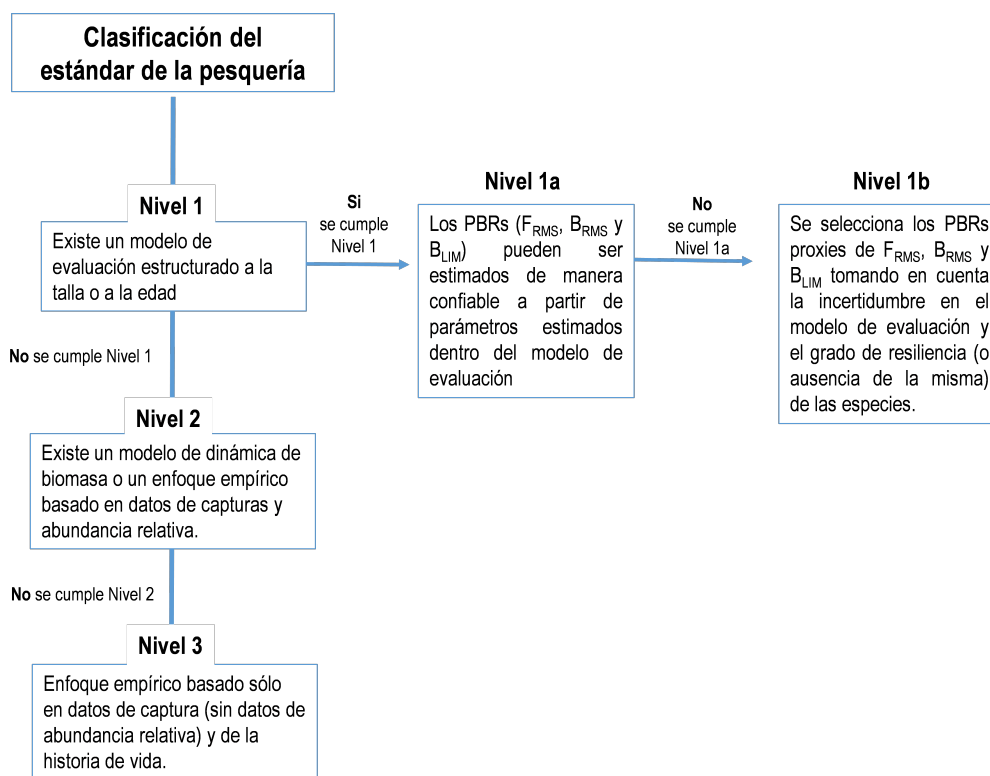 Clasificación del
estándar de la pesquería
Nivel 1
Existe un modelo de
evaluación estructurado a la
talla o a la edad
Si
se cumple
Nivel 1
Nivel 1a
Los PBRs (FRMS, BRMS y
BLIM) pueden ser
estimados de manera
confiable a partir de
parámetros estimados
dentro del modelo de
evaluación
No
se cumple
Nivel 1a
Nivel 1b
Se selecciona los PBRs
proxies de FRMS, BRMS y
BLIM tomando en cuenta
la incertidumbre en el
modelo de evaluación y
el grado de resiliencia (o
ausencia de la misma)
de las especies.
No se cumple Nivel 1
Nivel 2
Existe un modelo de dinámica de
biomasa o un enfoque empírico
basado en datos de capturas y
abundancia relativa.
No se cumple Nivel 2
Nivel 3
Enfoque empírico basado sólo
en datos de captura (sin datos de
abundancia relativa) y de la
historia de vida.